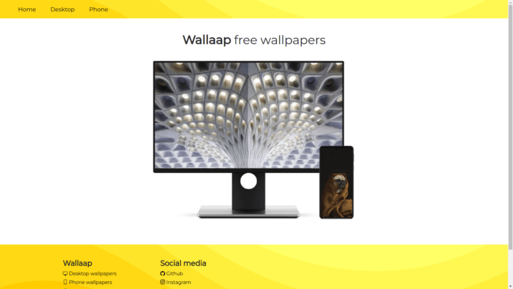 Home Desktop Phone
Wallaap free wallpapers
Wallaap Social media
Desktop wallpapers Github
Phone wallpapers Instagram